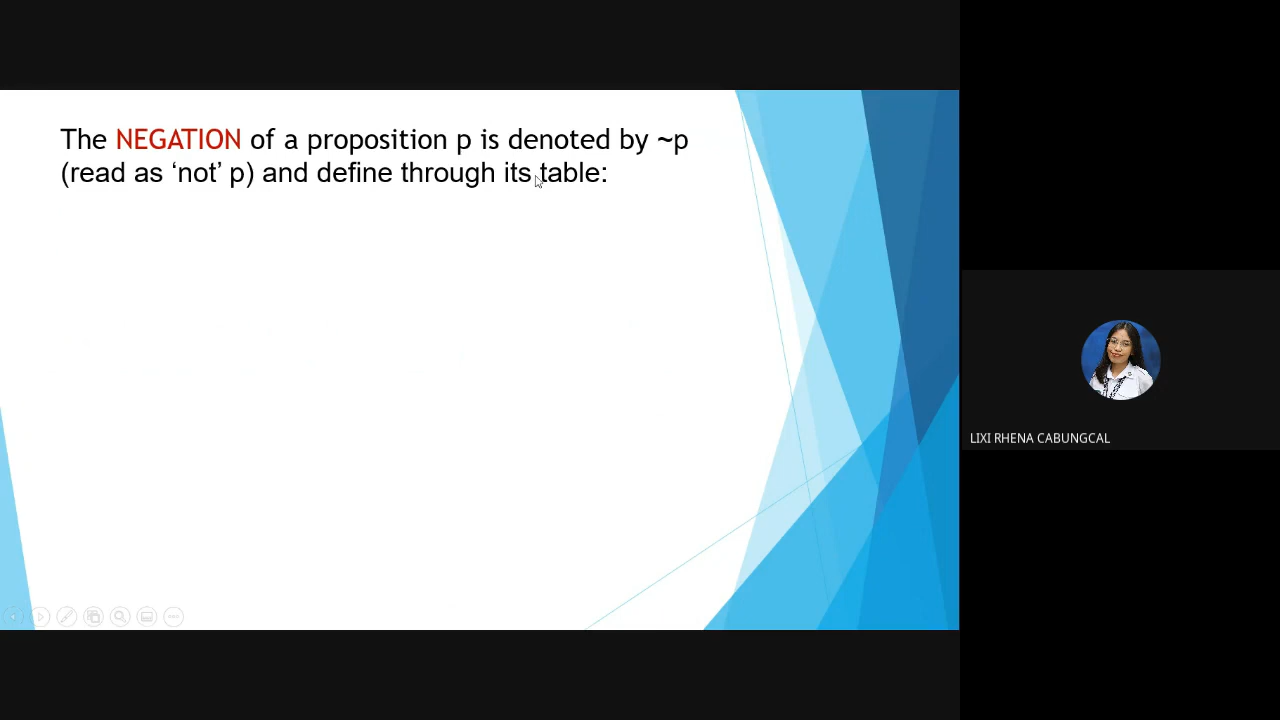 The NEGATION of a proposition p is denoted by ~p
(read as ‘not’ p) and define through its table:
LIXI RHENA CABUNGCAL